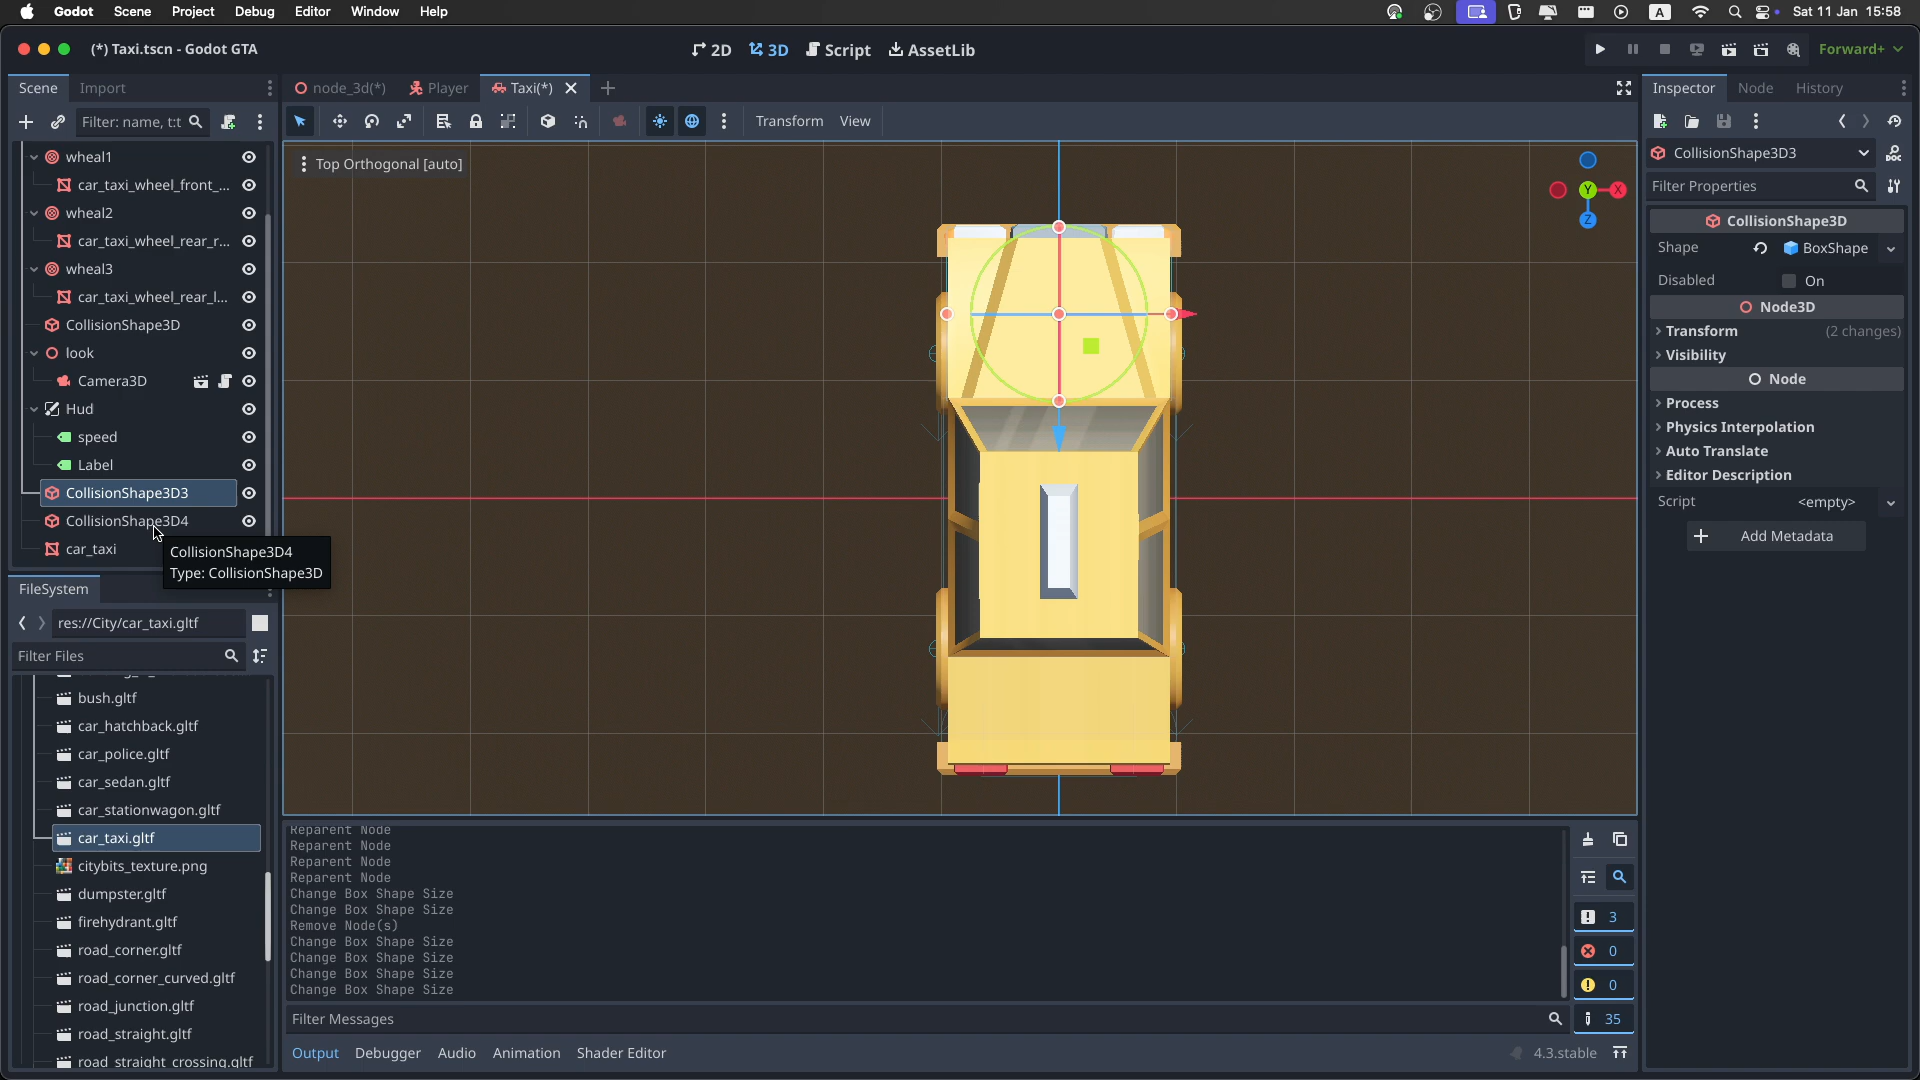 Godot Scene Project Debug Editor Window Help
A Sat 11 Jan 15:58
(*) Taxi.tscn - Godot GTA
2D 3D Script AssetLib
Forward+
Scene Import
node_3d(*) Player Taxi(*)
Inspector Node History
Filter: name, t:t
Transform View
wheal1
car_taxi_wheel_front_...
wheal2
car_taxi_wheel_rear_r...
wheal3
car_taxi_wheel_rear_l...
CollisionShape3D
look
Camera3D
Hud
speed
Label
CollisionShape3D3
CollisionShape3D4
car_taxi
CollisionShape3D4
Type: CollisionShape3D
Top Orthogonal [auto]
Y X
Z
CollisionShape3D3
Filter Properties
CollisionShape3D
Shape BoxShape
Disabled On
Node3D
Transform (2 changes)
Visibility
Node
Process
Physics Interpolation
Auto Translate
Editor Description
Script <empty>
Add Metadata
FileSystem
res://City/car_taxi.gltf
Filter Files
bush.gltf
car_hatchback.gltf
car_police.gltf
car_sedan.gltf
car_stationwagon.gltf
car_taxi.gltf
citybits_texture.png
dumpster.gltf
firehydrant.gltf
road_corner.gltf
road_corner_curved.gltf
road_junction.gltf
road_straight.gltf
road_straight_crossing.gltf
Reparent Node
Reparent Node
Reparent Node
Reparent Node
Change Box Shape Size
Change Box Shape Size
Remove Node(s)
Change Box Shape Size
Change Box Shape Size
Change Box Shape Size
Change Box Shape Size
3
0
0
35
Filter Messages
Output Debugger Audio Animation Shader Editor
4.3.stable